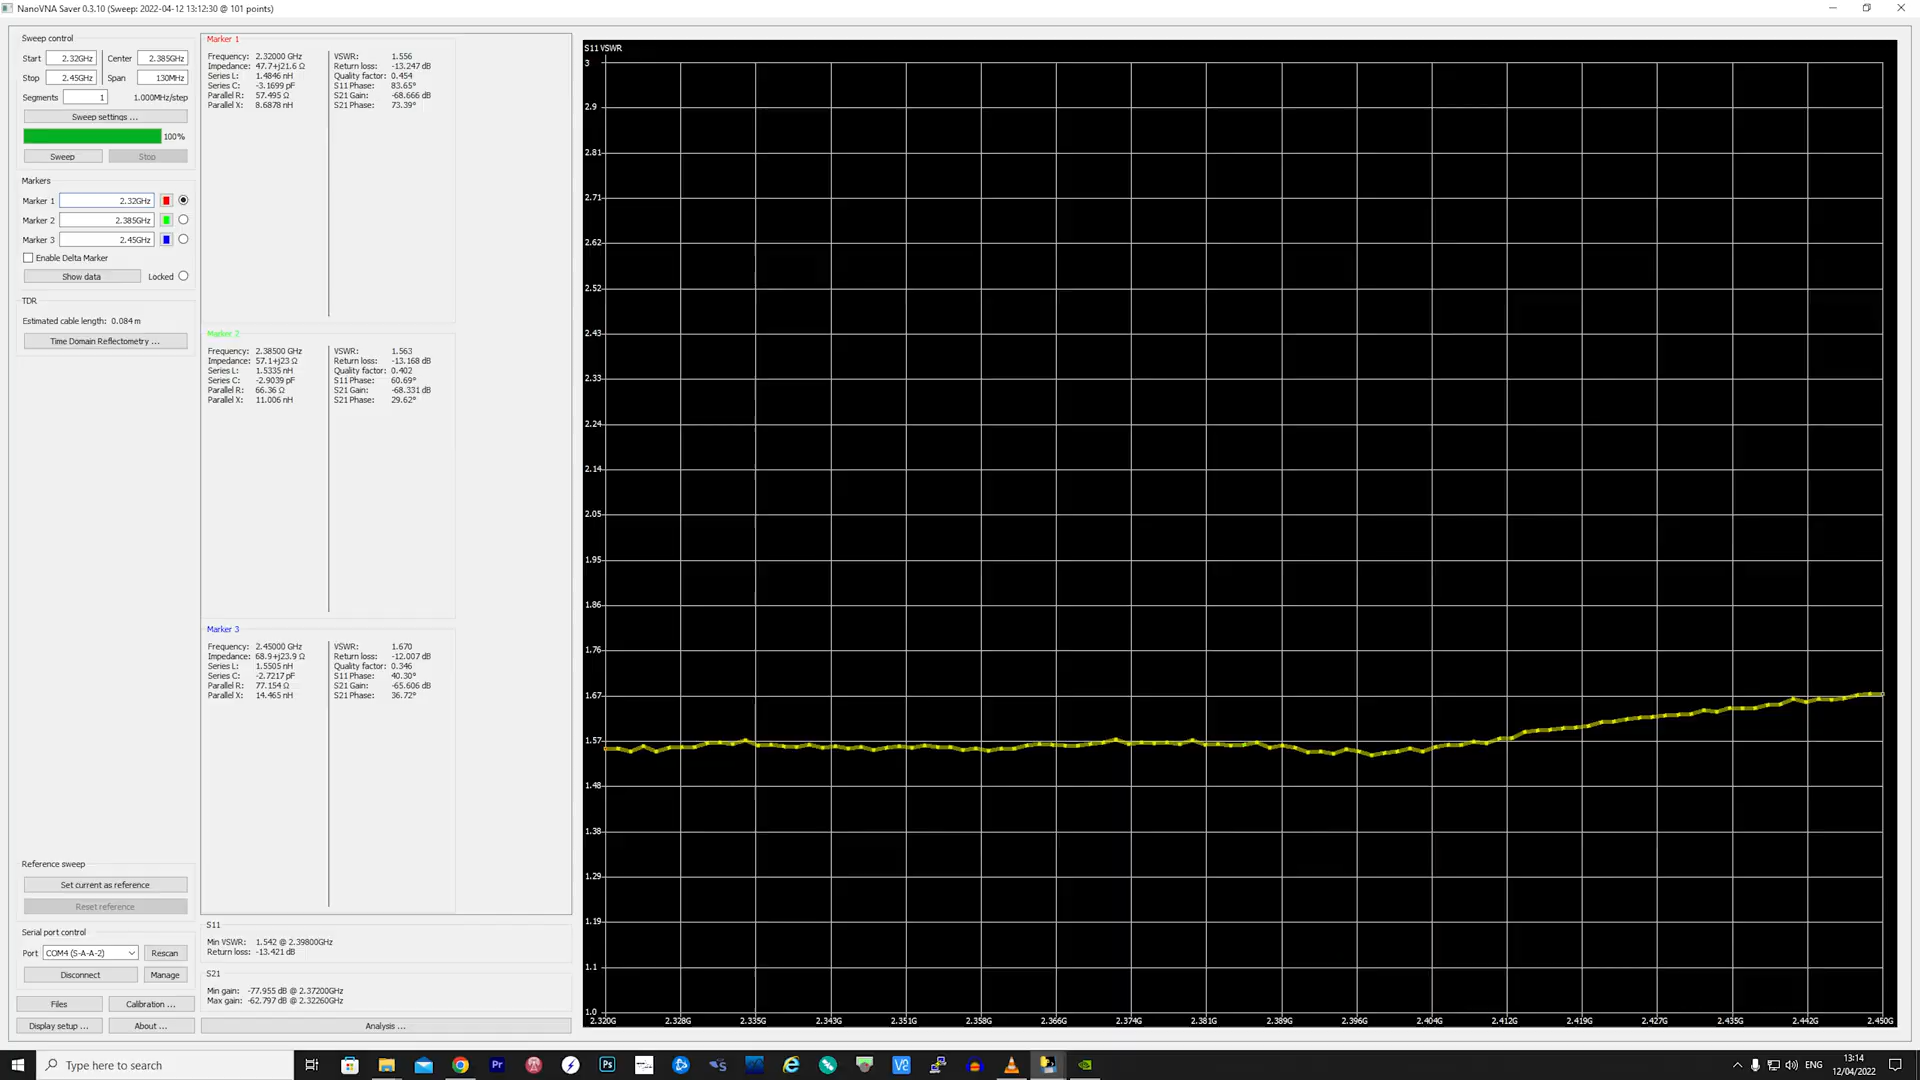 NanoVNA Saver 0.3.10 (Sweep: 2022-04-12 13:12:30 @ 101 points)
Sweep control
Start 2.32GHz Center 2.385GHz
Stop 2.45GHz Span 130MHz
Segments 1 1.000MHz/step
Sweep settings ...
100%
Sweep Stop
Markers
Marker 1 2.32GHz
Marker 2 2.385GHz
Marker 3 2.45GHz
Enable Delta Marker
Show data Locked
TDR
Estimated cable length: 0.084 m
Time Domain Reflectometry ...
Reference sweep
Set current as reference
Reset reference
Serial port control
Port COM4 (S-A-A-2) Rescan
Disconnect Manage
Files Calibration ...
Display setup ... About ...
Marker 1
Frequency: 2.32000 GHz VSWR: 1.556
Impedance: 47.7+j21.6 Ω Return loss: -13.247 dB
Series L: 1.4846 nH Quality factor: 0.454
Series C: -3.1699 pF S11 Phase: 83.65°
Parallel R: 57.495 Ω S21 Gain: -68.666 dB
Parallel X: 8.6878 nH S21 Phase: 73.39°
Marker 2
Frequency: 2.38500 GHz VSWR: 1.563
Impedance: 57.1+j23 Ω Return loss: -13.168 dB
Series L: 1.5335 nH Quality factor: 0.402
Series C: -2.9039 pF S11 Phase: 60.69°
Parallel R: 66.36 Ω S21 Gain: -68.331 dB
Parallel X: 11.006 nH S21 Phase: 29.62°
Marker 3
Frequency: 2.45000 GHz VSWR: 1.670
Impedance: 68.9+j23.9 Ω Return loss: -12.007 dB
Series L: 1.5505 nH Quality factor: 0.346
Series C: -2.7217 pF S11 Phase: 40.30°
Parallel R: 77.154 Ω S21 Gain: -65.606 dB
Parallel X: 14.465 nH S21 Phase: 36.72°
S11
Min VSWR: 1.542 @ 2.39800GHz
Return loss: -13.421 dB
S21
Min gain: -77.955 dB @ 2.37200GHz
Max gain: -62.797 dB @ 2.32260GHz
Analysis ...
S11 VSWR
3
2.9
2.81
2.71
2.62
2.52
2.43
2.33
2.24
2.14
2.05
1.95
1.86
1.76
1.67
1.57
1.48
1.38
1.29
1.19
1.1
1.0
2.320G 2.328G 2.335G 2.343G 2.351G 2.358G 2.366G 2.374G 2.381G 2.389G 2.396G 2.404G 2.412G 2.419G 2.427G 2.435G 2.442G 2.450G
Type here to search
Pr
Ps
ENG
13:14
12/04/2022